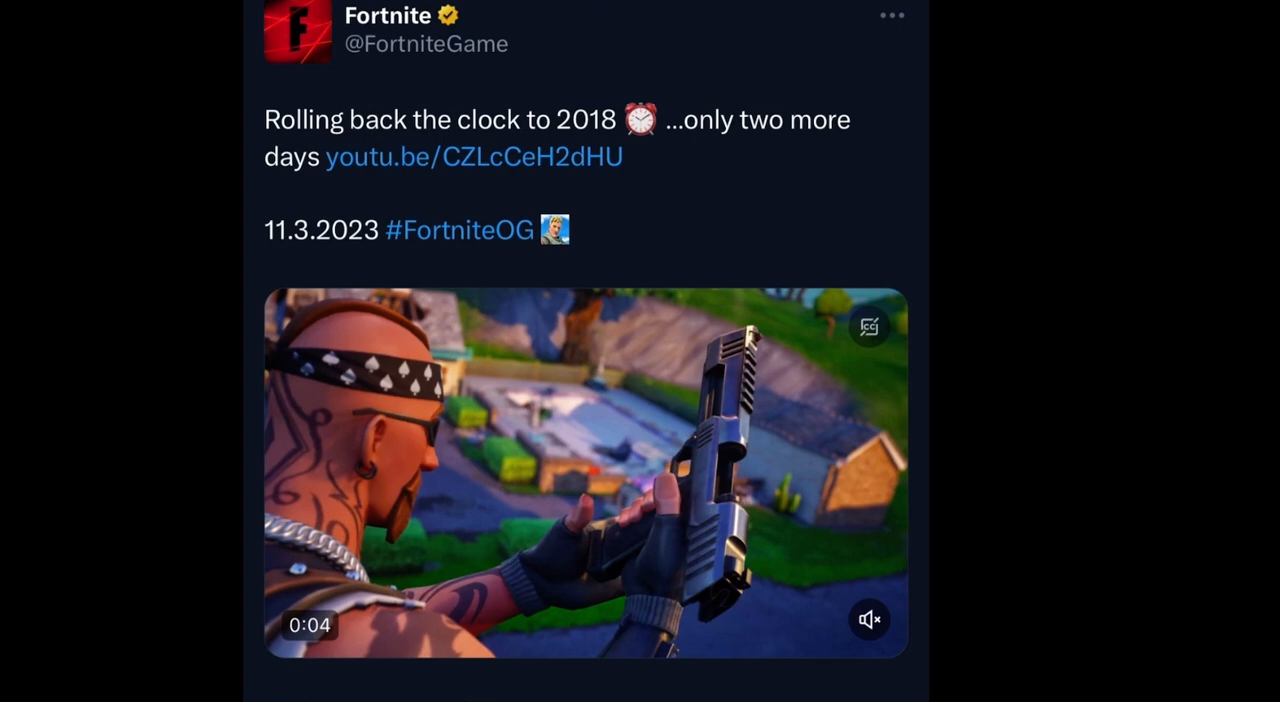 Fortnite
@FortniteGame
Rolling back the clock to 2018 ⏰ ...only two more
days youtu.be/CZLcCeH2dHU
11.3.2023 #FortniteOG
CC
0:04